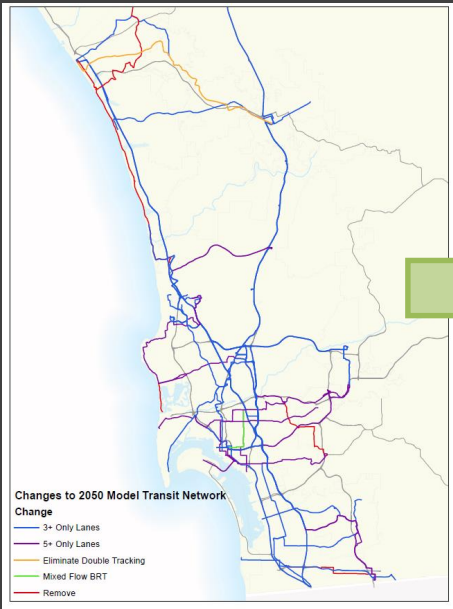 Changes to 2050 Model Transit Network
Change
3+ Only Lanes
5+ Only Lanes
Eliminate Double Tracking
Mixed Flow BRT
Remove